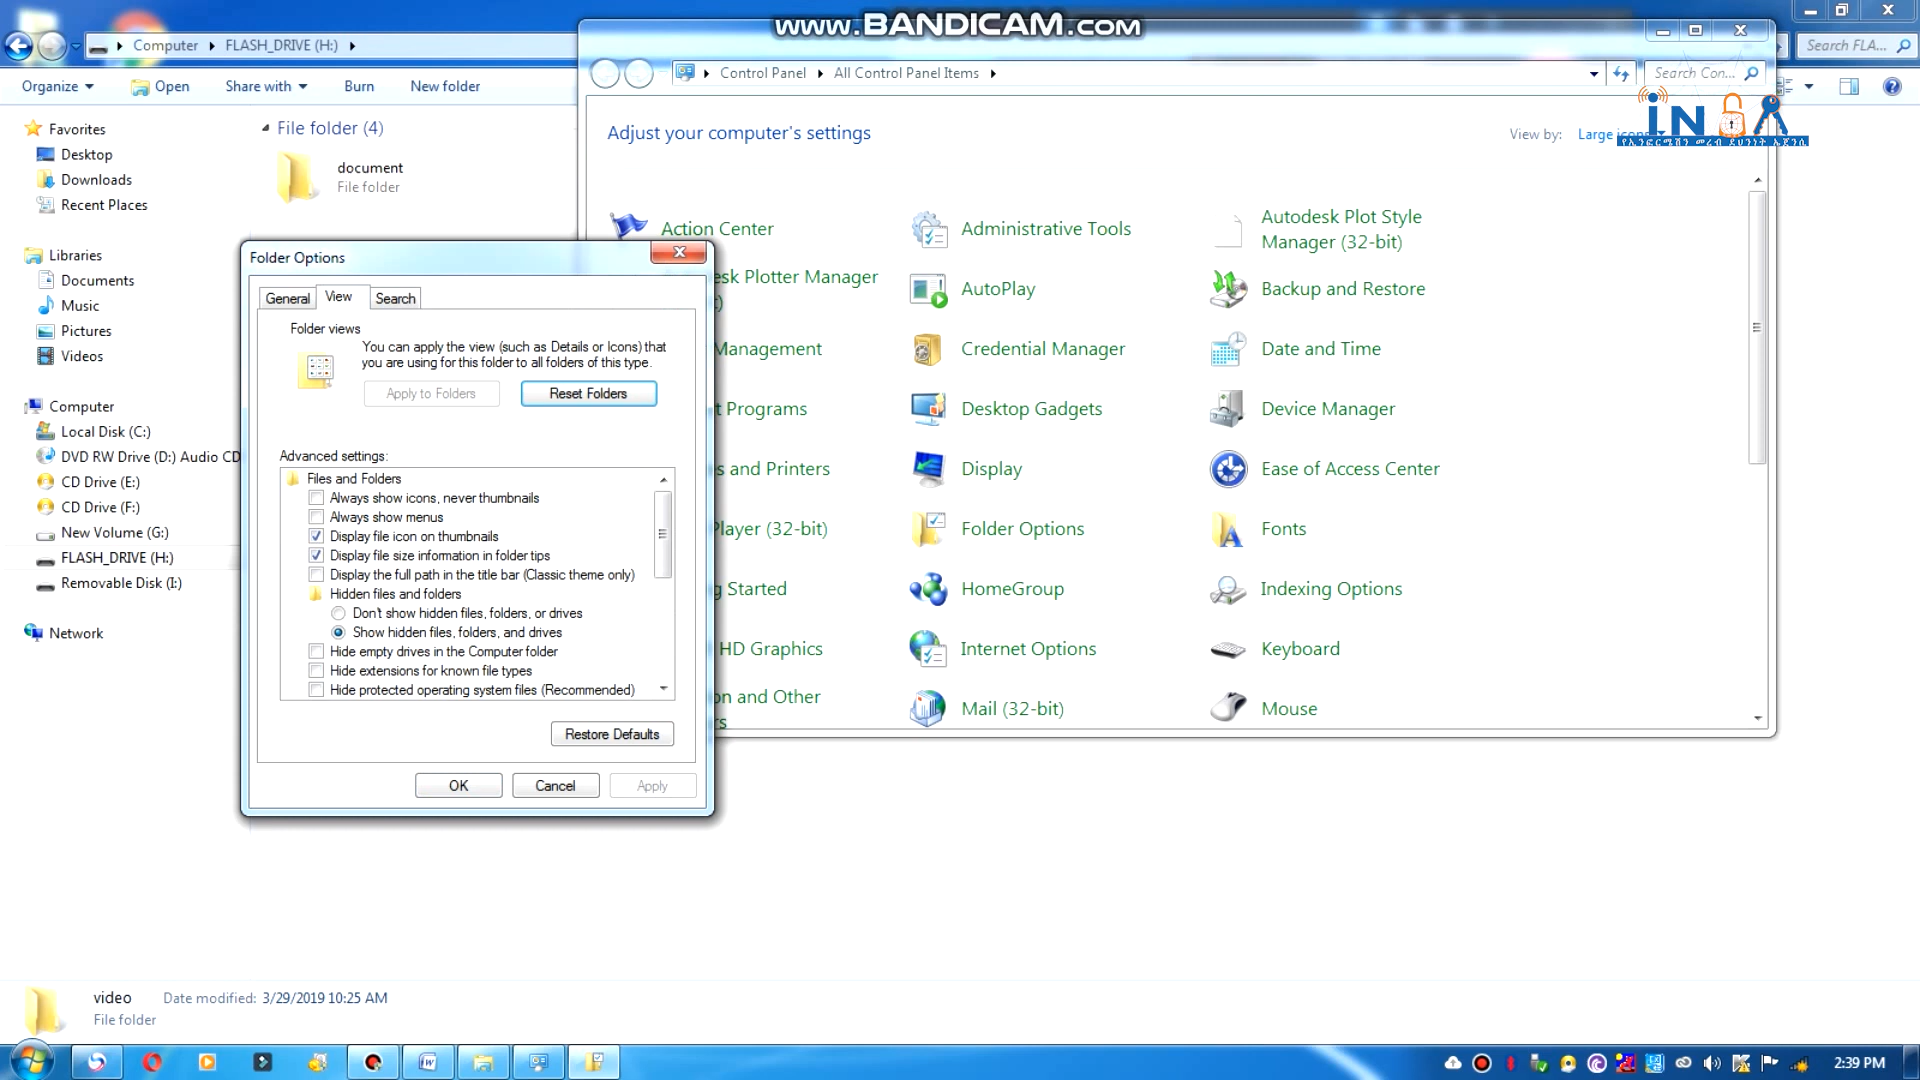 www.BANDICAM.com
Computer
FLASH_DRIVE (H:)
Search FLA...
Organize
Open
Share with
Burn
New folder
Control Panel
All Control Panel Items
Search Con...
iNSA
የኢንፎርሜሽን መረብ ደህንነት ኤጀንሲ
Favorites
Desktop
Downloads
Recent Places
Libraries
Documents
Music
Pictures
Videos
Computer
Local Disk (C:)
DVD RW Drive (D:) Audio CD
CD Drive (E:)
CD Drive (F:)
New Volume (G:)
FLASH_DRIVE (H:)
Removable Disk (I:)
Network
File folder (4)
document
File folder
Adjust your computer's settings
View by:
Large icons
Action Center
Administrative Tools
Autodesk Plot Style
Manager (32-bit)
esk Plotter Manager
t)
AutoPlay
Backup and Restore
Management
Credential Manager
Date and Time
t Programs
Desktop Gadgets
Device Manager
s and Printers
Display
Ease of Access Center
Player (32-bit)
Folder Options
Fonts
g Started
HomeGroup
Indexing Options
HD Graphics
Internet Options
Keyboard
on and Other
rs
Mail (32-bit)
Mouse
Folder Options
General
View
Search
Folder views
You can apply the view (such as Details or Icons) that
you are using for this folder to all folders of this type.
Apply to Folders
Reset Folders
Advanced settings:
Files and Folders
Always show icons, never thumbnails
Always show menus
Display file icon on thumbnails
Display file size information in folder tips
Display the full path in the title bar (Classic theme only)
Hidden files and folders
Don't show hidden files, folders, or drives
Show hidden files, folders, and drives
Hide empty drives in the Computer folder
Hide extensions for known file types
Hide protected operating system files (Recommended)
Restore Defaults
OK
Cancel
Apply
video
Date modified: 3/29/2019 10:25 AM
File folder
2:39 PM